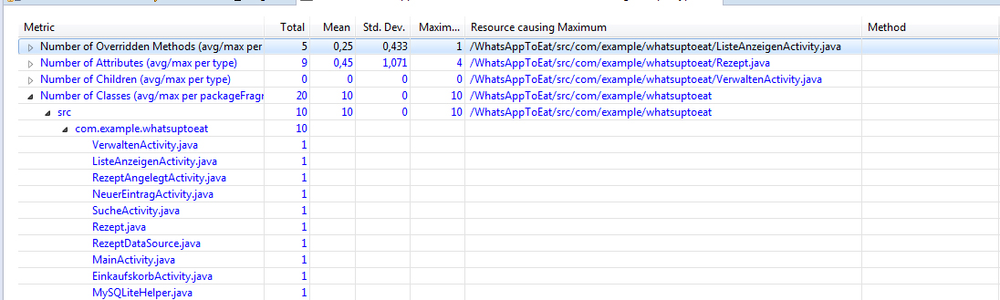 Metric Total Mean Std. Dev. Maxim... Resource causing Maximum Method
Number of Overridden Methods (avg/max per 5 0,25 0,433 1 /WhatsAppToEat/src/com/example/whatsuptoeat/ListeAnzeigenActivity.java
Number of Attributes (avg/max per type) 9 0,45 1,071 4 /WhatsAppToEat/src/com/example/whatsuptoeat/Rezept.java
Number of Children (avg/max per type) 0 0 0 0 /WhatsAppToEat/src/com/example/whatsuptoeat/VerwaltenActivity.java
Number of Classes (avg/max per packageFragr 20 10 0 10 /WhatsAppToEat/src/com/example/whatsuptoeat
src 10 10 0 10 /WhatsAppToEat/src/com/example/whatsuptoeat
com.example.whatsuptoeat 10
VerwaltenActivity.java 1
ListeAnzeigenActivity.java 1
RezeptAngelegtActivity.java 1
NeuerEintragActivity.java 1
SucheActivity.java 1
Rezept.java 1
RezeptDataSource.java 1
MainActivity.java 1
EinkaufskorbActivity.java 1
MySQLiteHelper.java 1